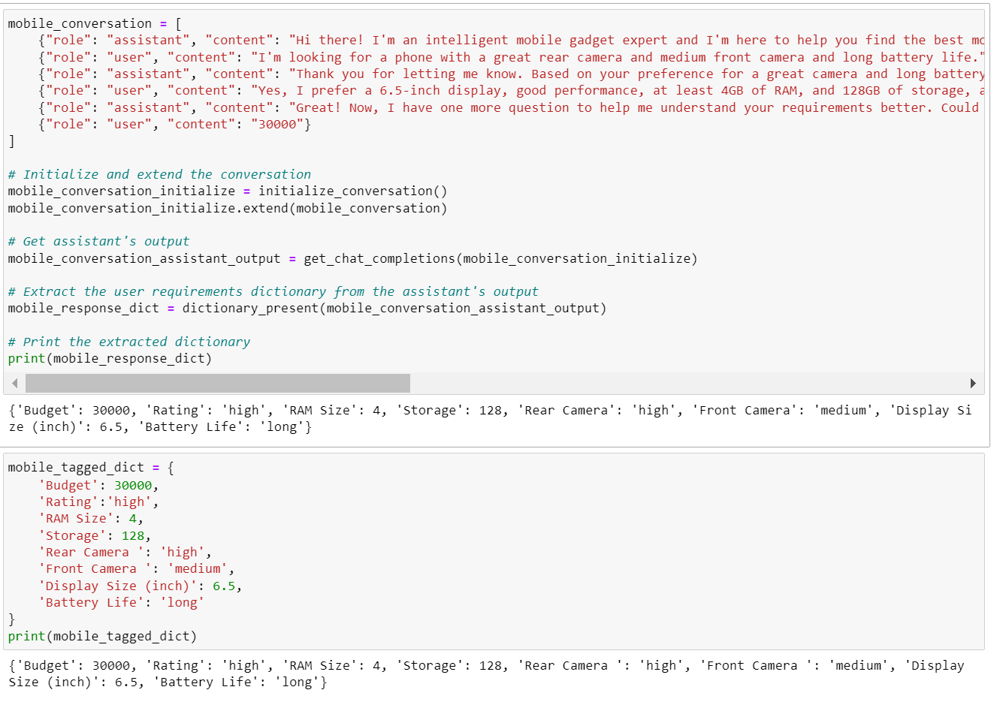 mobile_conversation = [
    {"role": "assistant", "content": "Hi there! I'm an intelligent mobile gadget expert and I'm here to help you find the best mo
    {"role": "user", "content": "I'm looking for a phone with a great rear camera and medium front camera and long battery life."
    {"role": "assistant", "content": "Thank you for letting me know. Based on your preference for a great camera and long battery
    {"role": "user", "content": "Yes, I prefer a 6.5-inch display, good performance, at least 4GB of RAM, and 128GB of storage, a
    {"role": "assistant", "content": "Great! Now, I have one more question to help me understand your requirements better. Could
    {"role": "user", "content": "30000"}
]
# Initialize and extend the conversation
mobile_conversation_initialize = initialize_conversation()
mobile_conversation_initialize.extend(mobile_conversation)
# Get assistant's output
mobile_conversation_assistant_output = get_chat_completions(mobile_conversation_initialize)
# Extract the user requirements dictionary from the assistant's output
mobile_response_dict = dictionary_present(mobile_conversation_assistant_output)
# Print the extracted dictionary
print(mobile_response_dict)
{'Budget': 30000, 'Rating': 'high', 'RAM Size': 4, 'Storage': 128, 'Rear Camera': 'high', 'Front Camera': 'medium', 'Display Si
ze (inch)': 6.5, 'Battery Life': 'long'}
mobile_tagged_dict = {
    'Budget': 30000,
    'Rating':'high',
    'RAM Size': 4,
    'Storage': 128,
    'Rear Camera ': 'high',
    'Front Camera ': 'medium',
    'Display Size (inch)': 6.5,
    'Battery Life': 'long'
}
print(mobile_tagged_dict)
{'Budget': 30000, 'Rating': 'high', 'RAM Size': 4, 'Storage': 128, 'Rear Camera ': 'high', 'Front Camera ': 'medium', 'Display
Size (inch)': 6.5, 'Battery Life': 'long'}